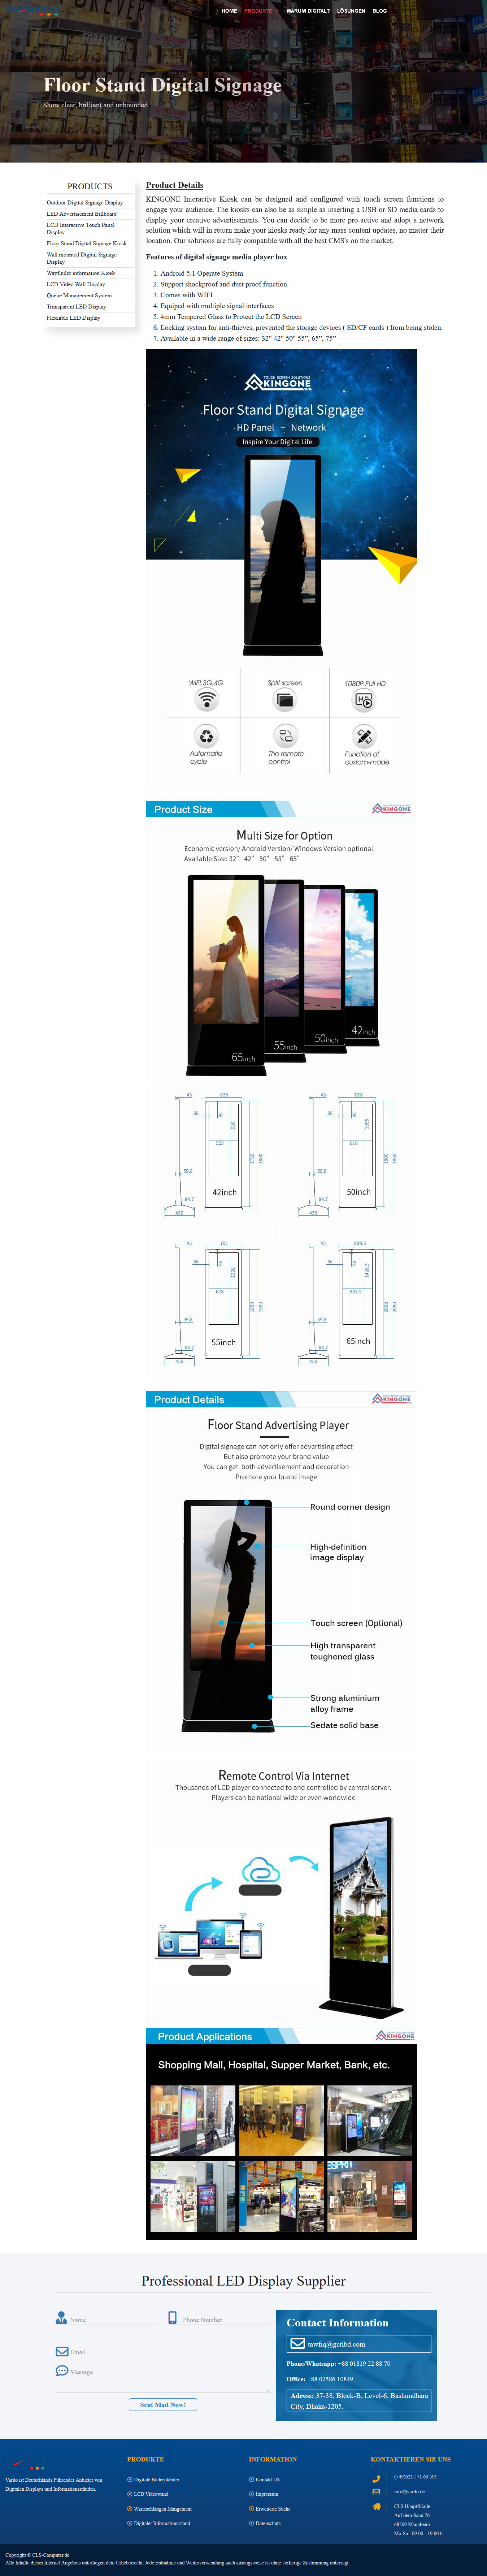 HOME PRODUKTE WARUM DIGITAL? LÖSUNGEN BLOG
Floor Stand Digital Signage
Show clear, brilliant and unbounded
PRODUCTS
Outdoor Digital Signage Display
LED Advertisement Billboard
LCD Interactive Touch Panel
Display
Floor Stand Digital Signage Kiosk
Wall mounted Digital Signage
Display
Wayfinder information Kiosk
LCD Video Wall Display
Queue Management System
Transparent LED Display
Flexiable LED Display
Product Details
KINGONE Interactive Kiosk can be designed and configured with touch screen functions to
engage your audience. The kiosks can also be as simple as inserting a USB or SD media cards to
display your creative advertisements. You can decide to be more pro-active and adopt a network
solution which will in return make your kiosks ready for any mass content updates, no matter their
location. Our solutions are fully compatible with all the best CMS's on the market.
Features of digital signage media player box
1. Android 5.1 Operate System
2. Support shockproof and dust proof function.
3. Comes with WIFI
4. Equiped with multiple signal interfaces
5. 4mm Tempered Glass to Protect the LCD Screen
6. Locking system for anti-thieves, prevented the storage devices ( SD/CF cards ) from being stolen.
7. Available in a wide range of sizes: 32" 42" 50" 55", 65", 75"
TOUCH SCREEN SOLUTIONS
KINGONE
Floor Stand Digital Signage
HD Panel ~ Network
Inspire Your Digital Life
WIFI,3G,4G
Split screen
1080P Full HD
Automatic
cycle
The remote
control
Function of
custom-made
Product Size
KINGONE
Multi Size for Option
Economic version/ Android Version/ Windows Version optional
Available Size: 32" 42" 50" 55" 65"
65inch
55inch
50inch
42inch
45 635
56
523
59.8
84.7
450
1750
1800
42inch
45 728
56
616
59.8
84.7
450
1800
1850
50inch
45 791
56
1208
678
59.8
84.7
450
55inch
45
56
1428.5
803.5
59.8
84.7
450
2000
2050
65inch
Product Details
KINGONE
Floor Stand Advertising Player
Digital signage can not only offer advertising effect
But also promote your brand value
You can get both advertisement and decoration
Promote your brand image
Round corner design
High-definition
image display
Touch screen (Optional)
High transparent
toughened glass
Strong aluminium
alloy frame
Sedate solid base
Remote Control Via Internet
Thousands of LCD player connected to and controlled by central server.
Players can be national wide or even worldwide
Product Applications
KINGONE
Shopping Mall, Hospital, Supper Market, Bank, etc.
ESPRIT
Professional LED Display Supplier
Name
Phone Number
Email
Message
Sent Mail Now!
Contact Information
tawfiq@getlbd.com
Phone/Whatsapp: +88 01819 22 88 70
Office: +88 02586 10849
Adress: 37-38, Block-B, Level-6, Bashundhara
City, Dhaka-1205.
Varito ist Deutschlands Führender Anbieter von
Digitalen Displays und Informationsständen.
PRODUKTE
Digitale Bodenständer
LCD Videowand
Warteschlangen Mangement
Digitaler Informationsstand
INFORMATION
Kontakt US
Impressum
Erweiterte Suche
Datenschutz
KONTAKTIEREN SIE UNS
(+49)621 / 71 63 591
info@varito.de
CLS Hauptfiliale
Auf dem Sand 76
68309 Mannheim
Mo-Sa : 09.00 - 18:00 h
Copyright © CLS-Computer.de
Alle Inhalte dieses Internet Angebots unterliegen dem Urheberrecht. Jede Entnahme und Weiterverwendung auch auszugsweise ist ohne vorherige Zustimmung untersagt.